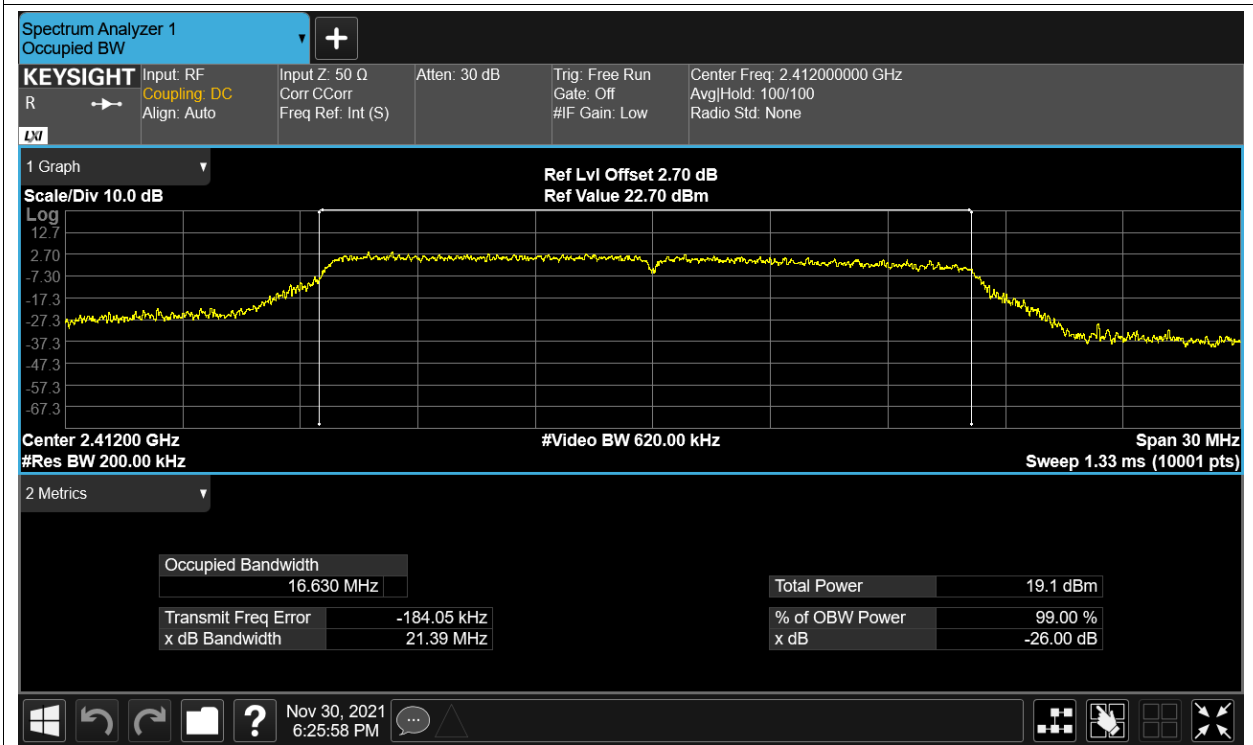 Spectrum Analyzer 1
Occupied BW
KEYSIGHT
R
LXI
Input: RF
Coupling: DC
Align: Auto
Input Z: 50 Ω
Corr CCorr
Freq Ref: Int (S)
Atten: 30 dB
Trig: Free Run
Gate: Off
#IF Gain: Low
Center Freq: 2.412000000 GHz
Avg|Hold: 100/100
Radio Std: None
1 Graph
Scale/Div 10.0 dB
Ref Lvl Offset 2.70 dB
Ref Value 22.70 dBm
Log
12.7
2.70
-7.30
-17.3
-27.3
-37.3
-47.3
-57.3
-67.3
Center 2.41200 GHz
#Res BW 200.00 kHz
#Video BW 620.00 kHz
Span 30 MHz
Sweep 1.33 ms (10001 pts)
2 Metrics
Occupied Bandwidth
16.630 MHz
Transmit Freq Error -184.05 kHz
x dB Bandwidth 21.39 MHz
Total Power 19.1 dBm
% of OBW Power 99.00 %
x dB -26.00 dB
?
Nov 30, 2021
6:25:58 PM